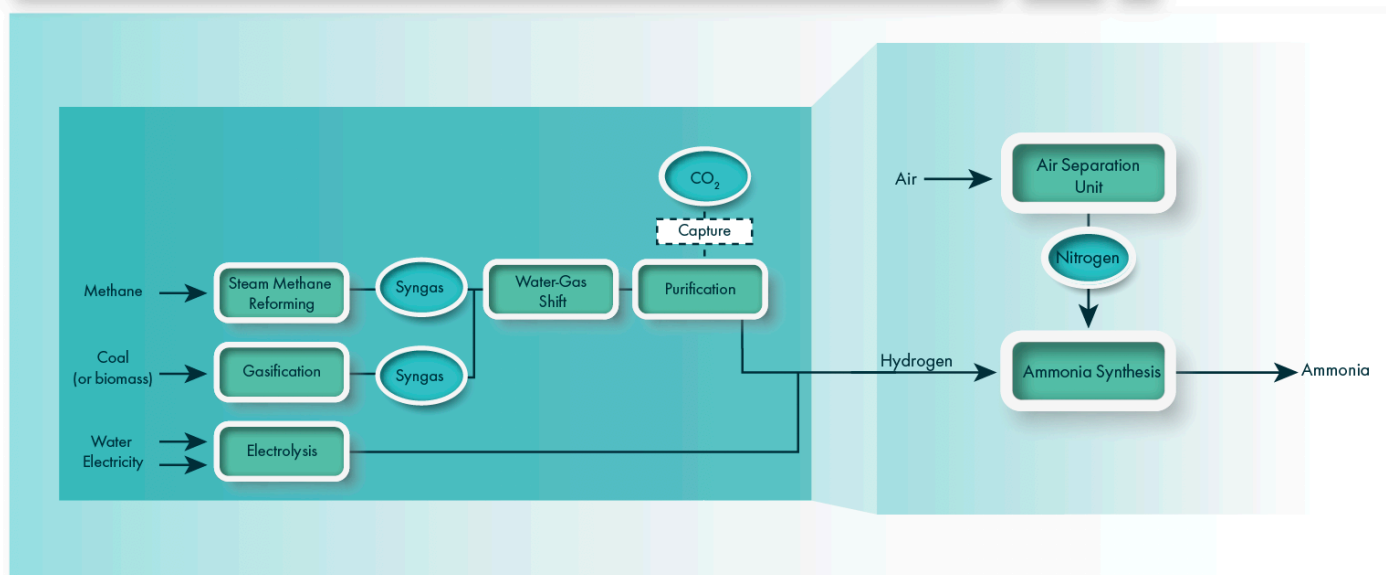 CO₂
Capture
Methane
Steam Methane
Reforming
Syngas
Water-Gas
Shift
Purification
Coal
(or biomass)
Gasification
Syngas
Water
Electricity
Electrolysis
Air
Air Separation
Unit
Nitrogen
Hydrogen
Ammonia Synthesis
Ammonia